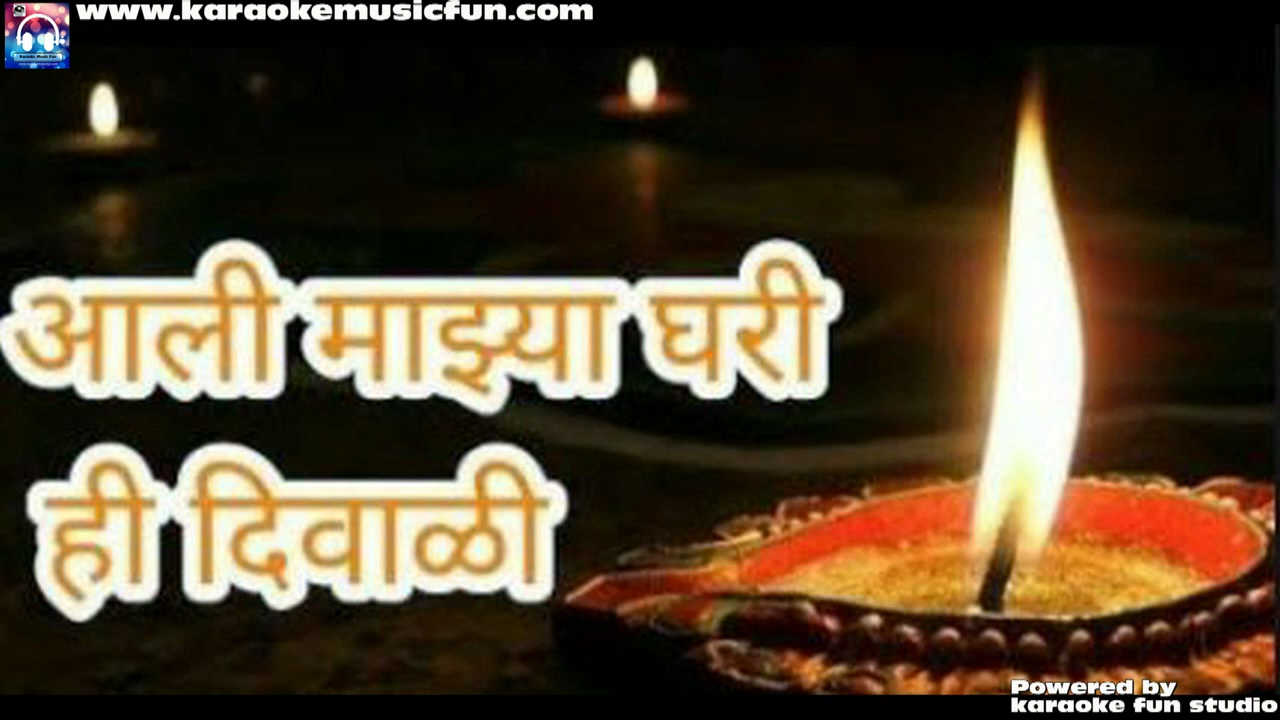 www.karaokemusicfun.com
आली माझ्या घरी
ही दिवाळी
Powered by
karaoke fun studio